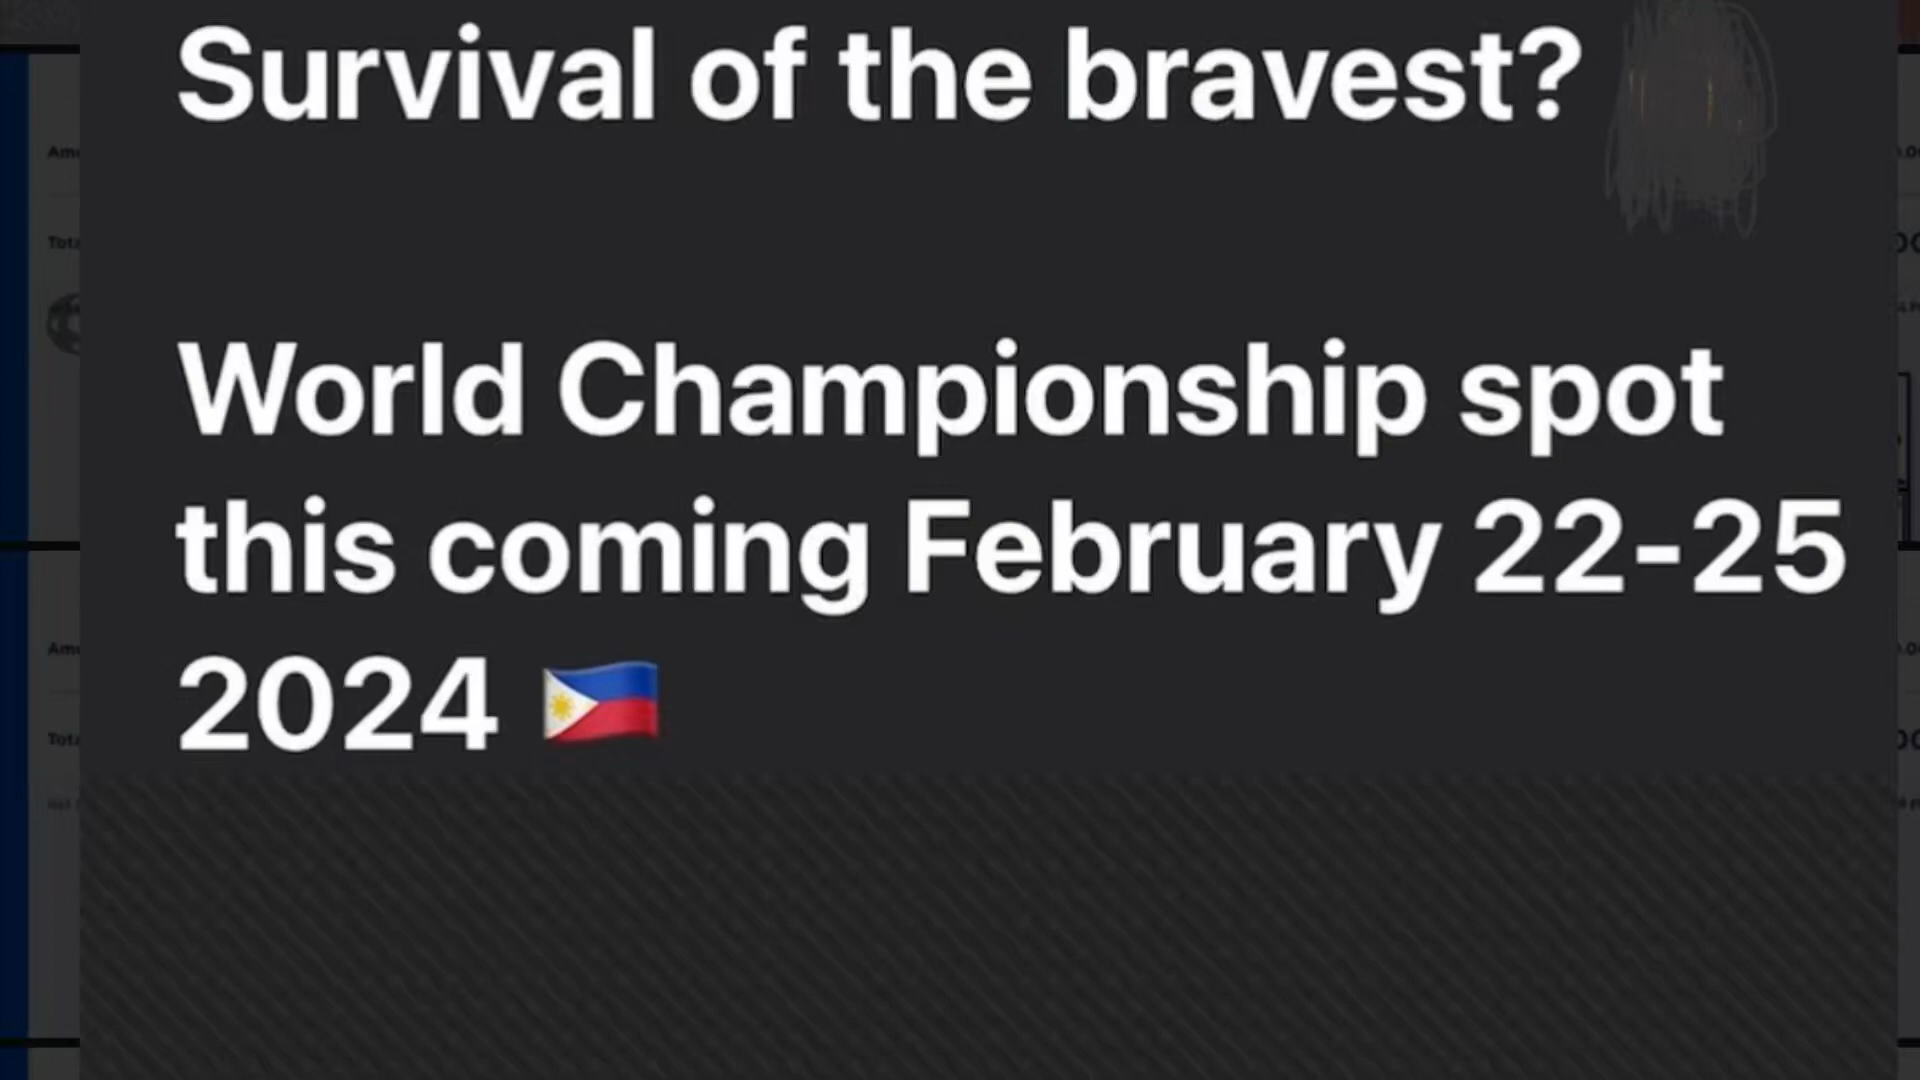 Survival of the bravest?
World Championship spot
this coming February 22-25
2024 🇵🇭